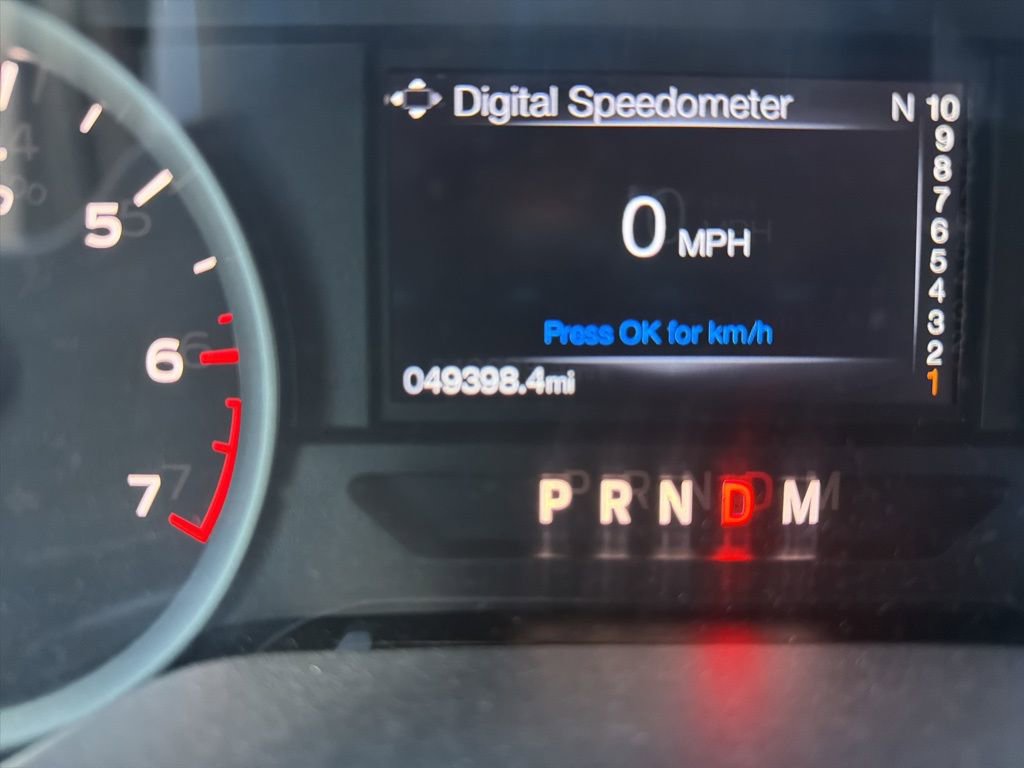 5
6
7
Digital Speedometer
N 10
9
8
7
6
5
4
3
2
1
0 MPH
Press OK for km/h
049398.4mi
P R N D M